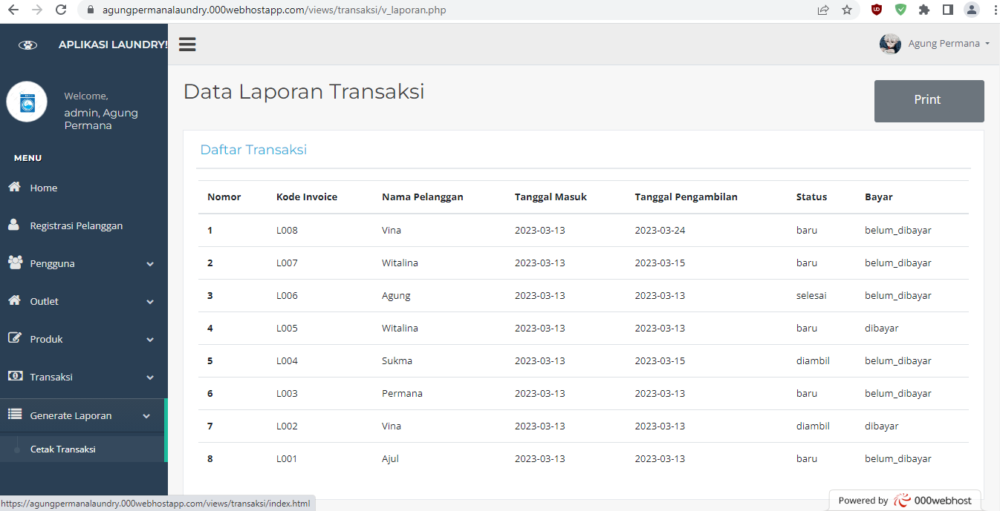 agungpermanalaundry.000webhostapp.com/views/transaksi/v_laporan.php
APLIKASI LAUNDRY!
Agung Permana
Welcome,
admin, Agung
Permana
MENU
Home
Registrasi Pelanggan
Pengguna
Outlet
Produk
Transaksi
Generate Laporan
Cetak Transaksi
Data Laporan Transaksi
Print
Daftar Transaksi
Nomor Kode Invoice Nama Pelanggan Tanggal Masuk Tanggal Pengambilan Status Bayar
1 L008 Vina 2023-03-13 2023-03-24 baru belum_dibayar
2 L007 Witalina 2023-03-13 2023-03-15 baru belum_dibayar
3 L006 Agung 2023-03-13 2023-03-13 selesai belum_dibayar
4 L005 Witalina 2023-03-13 2023-03-13 baru dibayar
5 L004 Sukma 2023-03-13 2023-03-15 diambil belum_dibayar
6 L003 Permana 2023-03-13 2023-03-13 baru belum_dibayar
7 L002 Vina 2023-03-13 2023-03-13 diambil dibayar
8 L001 Ajul 2023-03-13 2023-03-13 baru belum_dibayar
https://agungpermanalaundry.000webhostapp.com/views/transaksi/index.html
Powered by 000webhost